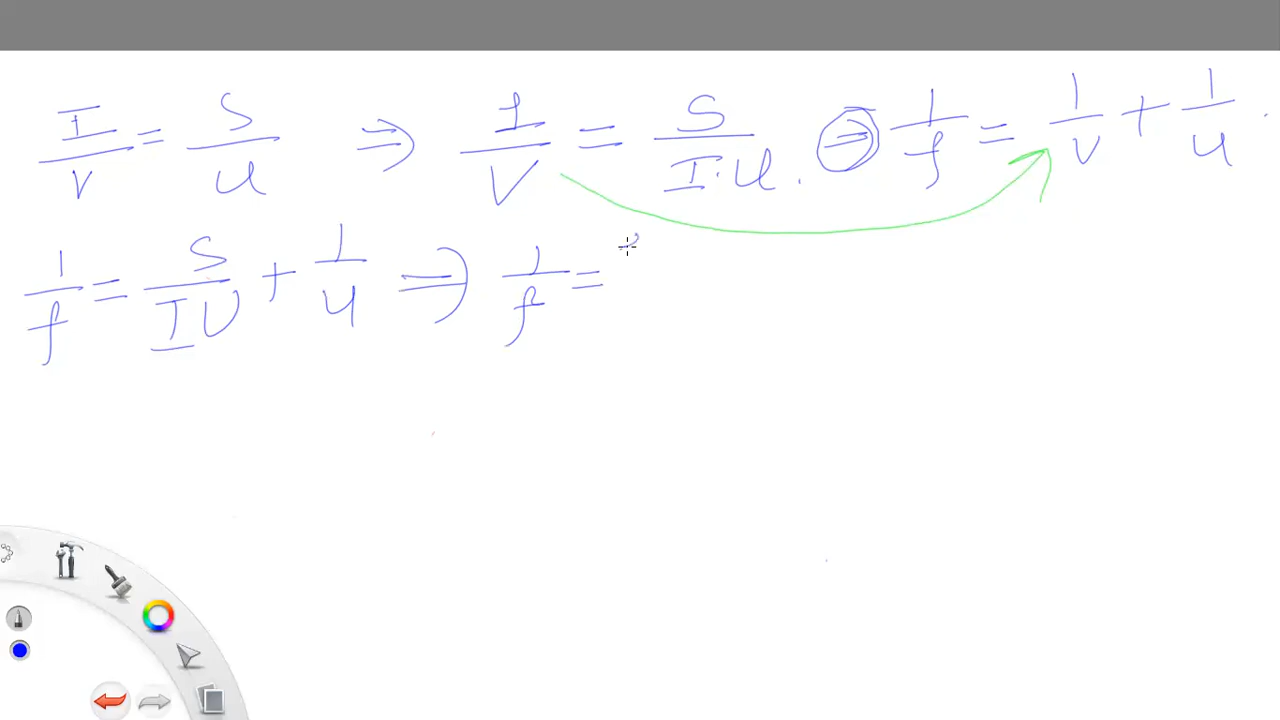 I/V = S/u ⇒ 1/V = S/I·u. ⇒ 1/f = 1/v + 1/u.
1/f = S/IU + 1/u ⇒ 1/f =